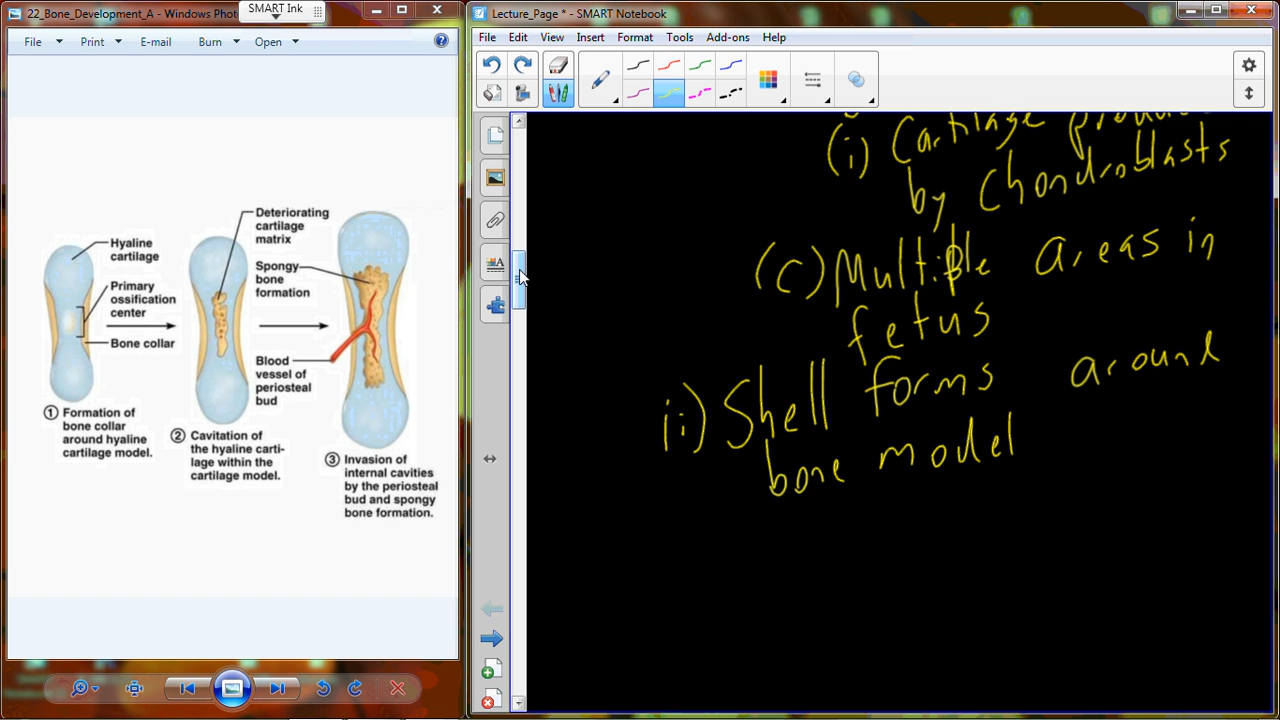 22_Bone_Development_A - Windows Phot
SMART Ink
File Print E-mail Burn Open
Hyaline
cartilage
Primary
ossification
center
Bone collar
① Formation of
bone collar
around hyaline
cartilage model.
Deteriorating
cartilage
matrix
Spongy
bone
formation
Blood
vessel of
periosteal
bud
② Cavitation of
the hyaline carti-
lage within the
cartilage model.
③ Invasion of
internal cavities
by the periosteal
bud and spongy
bone formation.
Lecture_Page * - SMART Notebook
File Edit View Insert Format Tools Add-ons Help
(i) Cartilage
by Chondroblasts
(C) Multiple areas in
fetus
ii) Shell forms around
bone model